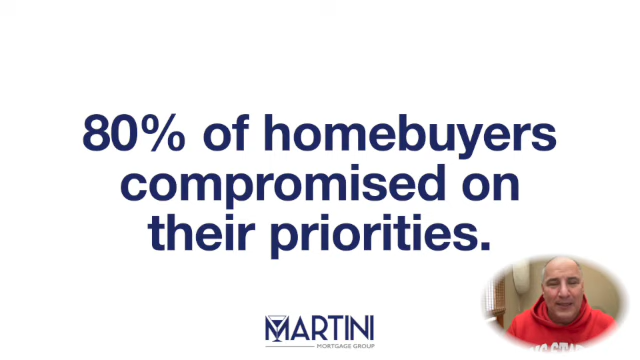 80% of homebuyers
compromised on
their priorities.
MARTINI
MORTGAGE GROUP